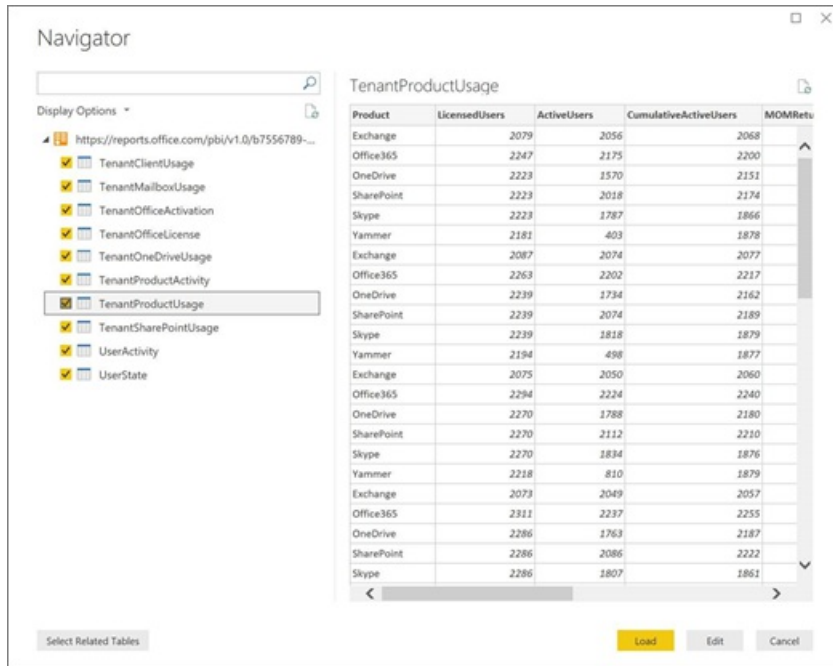 Navigator
Display Options
https://reports.office.com/pbi/v1.0/b7556789-...
TenantClientUsage
TenantMailboxUsage
TenantOfficeActivation
TenantOfficeLicense
TenantOneDriveUsage
TenantProductActivity
TenantProductUsage
TenantSharePointUsage
UserActivity
UserState
TenantProductUsage
Product LicensedUsers ActiveUsers CumulativeActiveUsers MOMRetu
Exchange 2079 2056 2068
Office365 2247 2175 2200
OneDrive 2223 1570 2151
SharePoint 2223 2018 2174
Skype 2223 1787 1866
Yammer 2181 403 1878
Exchange 2087 2074 2077
Office365 2263 2202 2217
OneDrive 2239 1734 2162
SharePoint 2239 2074 2189
Skype 2239 1818 1879
Yammer 2194 498 1877
Exchange 2075 2050 2060
Office365 2294 2224 2240
OneDrive 2270 1788 2180
SharePoint 2270 2112 2210
Skype 2270 1834 1876
Yammer 2218 810 1879
Exchange 2073 2049 2057
Office365 2311 2237 2255
OneDrive 2286 1763 2187
SharePoint 2286 2086 2222
Skype 2286 1807 1861
Select Related Tables
Load
Edit
Cancel